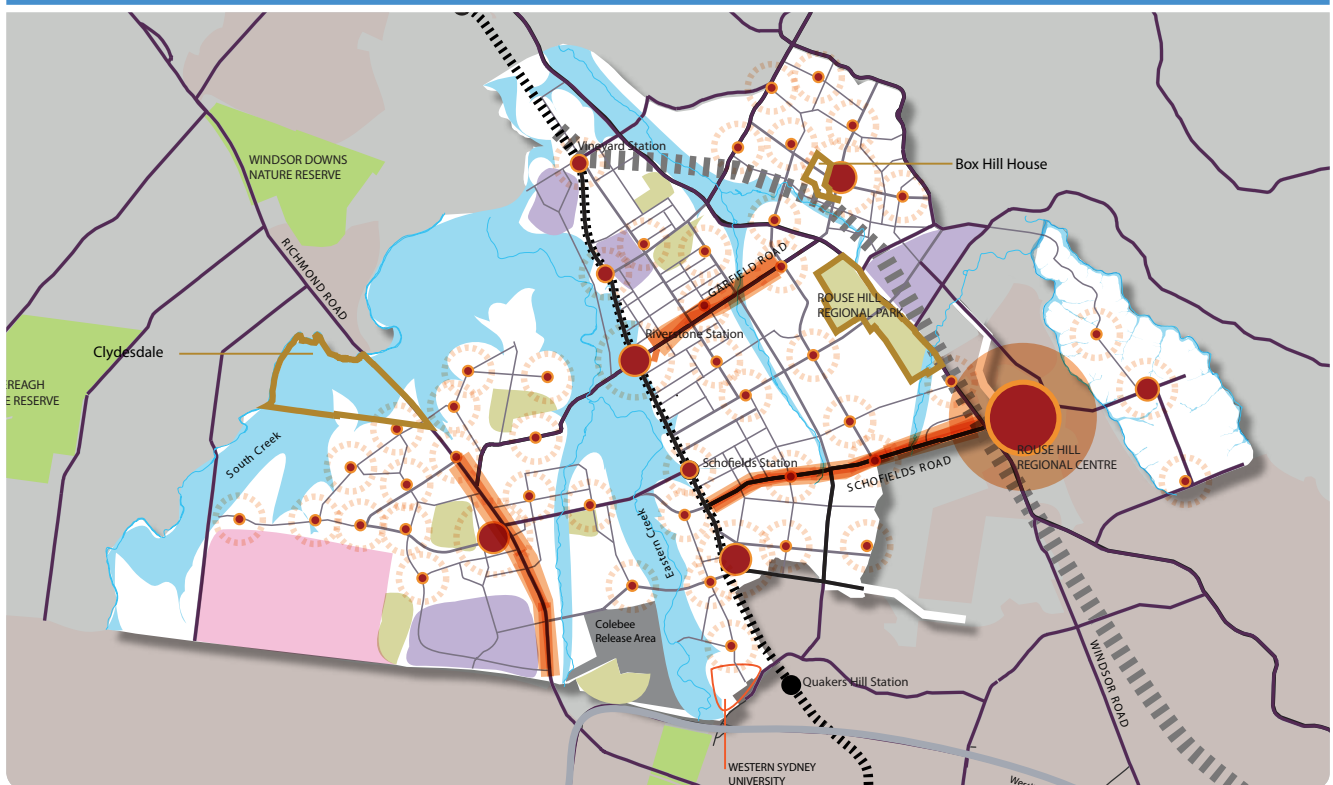 Vineyard Station
WINDSOR DOWNS
NATURE RESERVE
Box Hill House
RICHMOND ROAD
GARFIELD ROAD
ROUSE HILL
REGIONAL PARK
Riverstone Station
Clydesdale
REAGH
E RESERVE
South Creek
Schofields Station
SCHOFIELDS ROAD
ROUSE HILL
REGIONAL CENTRE
Eastern Creek
Colebee
Release Area
Quakers Hill Station
WINDSOR ROAD
WESTERN SYDNEY
UNIVERSITY